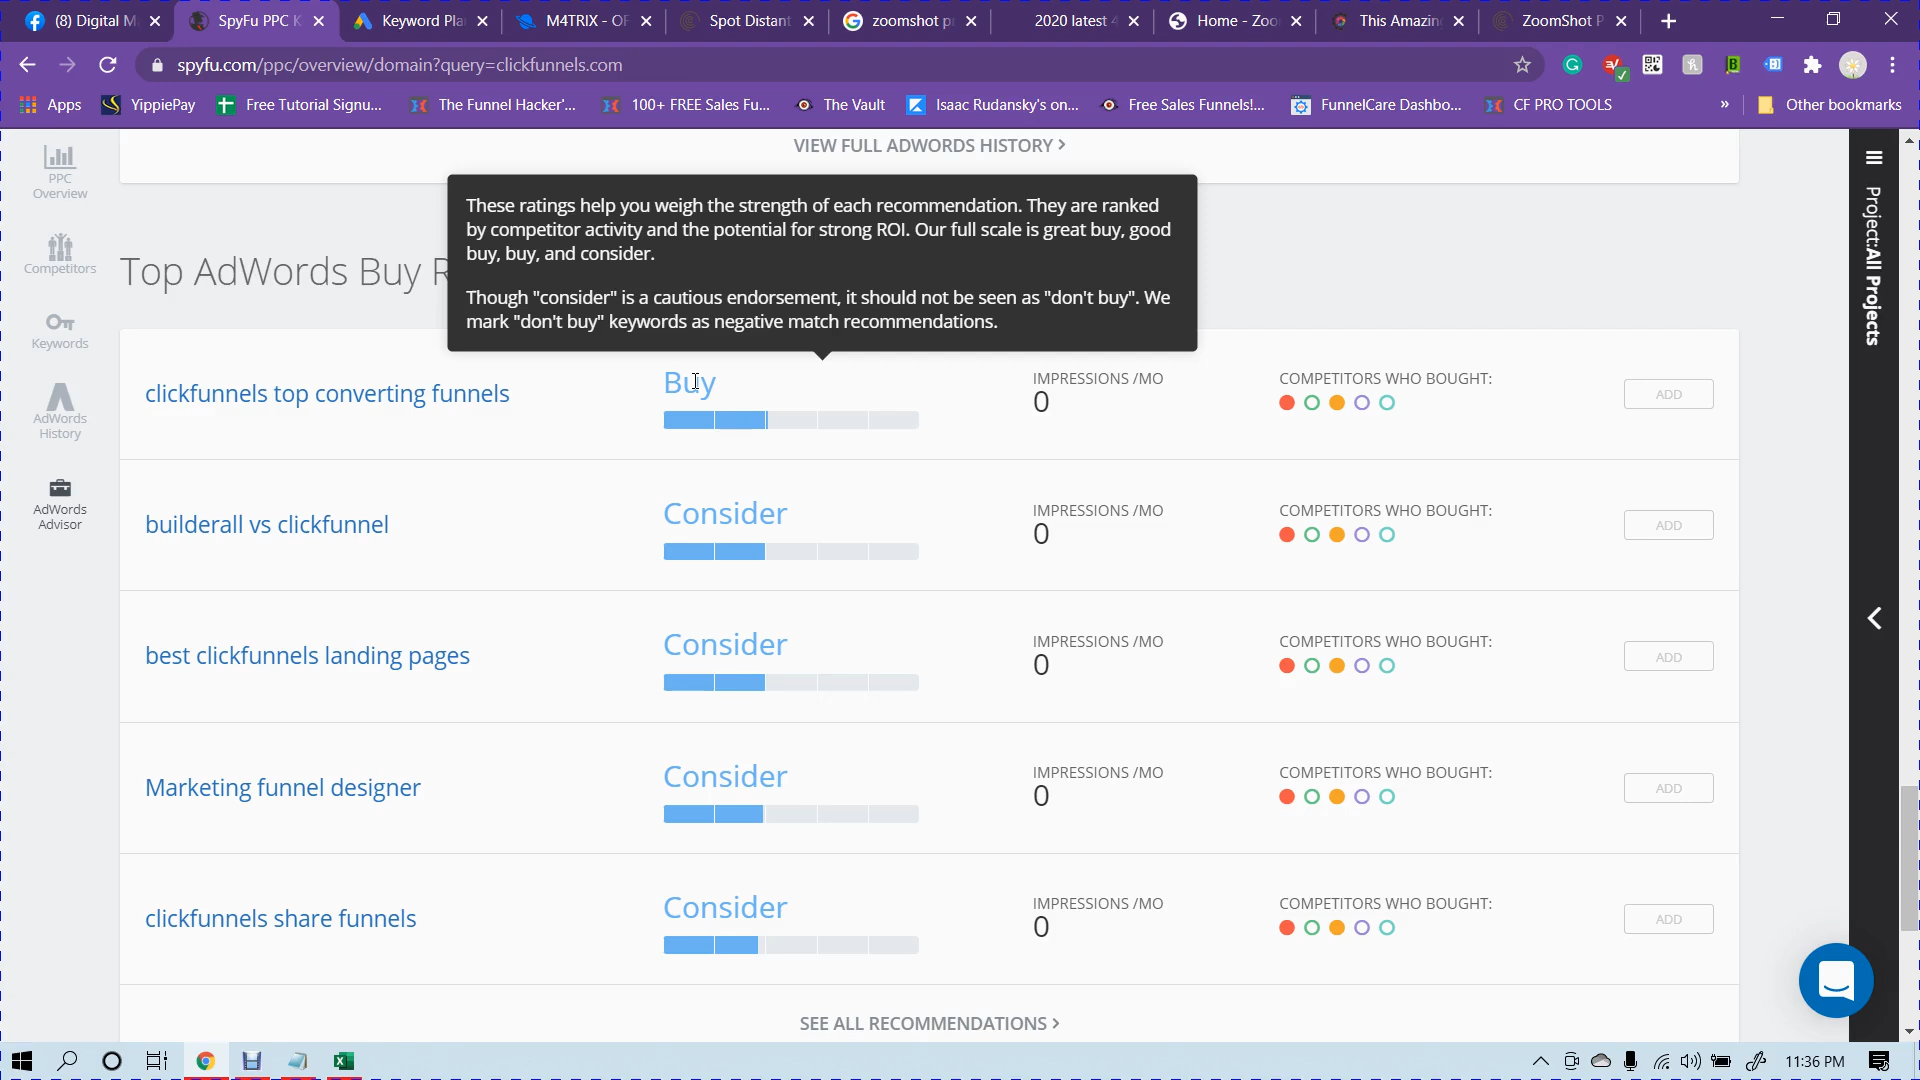 (8) Digital M
SpyFu PPC K
Keyword Pla
M4TRIX - OF
Spot Distant
zoomshot p
2020 latest
Home - Zoo
This Amazin
ZoomShot P
spyfu.com/ppc/overview/domain?query=clickfunnels.com
Apps
YippiePay
Free Tutorial Signu...
The Funnel Hacker'...
100+ FREE Sales Fu...
The Vault
Isaac Rudansky's on...
Free Sales Funnels!...
FunnelCare Dashbo...
CF PRO TOOLS
»
Other bookmarks
VIEW FULL ADWORDS HISTORY >
PPC
Overview
Competitors
Keywords
AdWords
History
AdWords
Advisor
Project:All Projects
These ratings help you weigh the strength of each recommendation. They are ranked
by competitor activity and the potential for strong ROI. Our full scale is great buy, good
buy, buy, and consider.
Though "consider" is a cautious endorsement, it should not be seen as "don't buy". We
mark "don't buy" keywords as negative match recommendations.
Top AdWords Buy R
clickfunnels top converting funnels
Buy
IMPRESSIONS /MO
0
COMPETITORS WHO BOUGHT:
ADD
builderall vs clickfunnel
Consider
IMPRESSIONS /MO
0
COMPETITORS WHO BOUGHT:
ADD
best clickfunnels landing pages
Consider
IMPRESSIONS /MO
0
COMPETITORS WHO BOUGHT:
ADD
Marketing funnel designer
Consider
IMPRESSIONS /MO
0
COMPETITORS WHO BOUGHT:
ADD
clickfunnels share funnels
Consider
IMPRESSIONS /MO
0
COMPETITORS WHO BOUGHT:
ADD
SEE ALL RECOMMENDATIONS >
11:36 PM